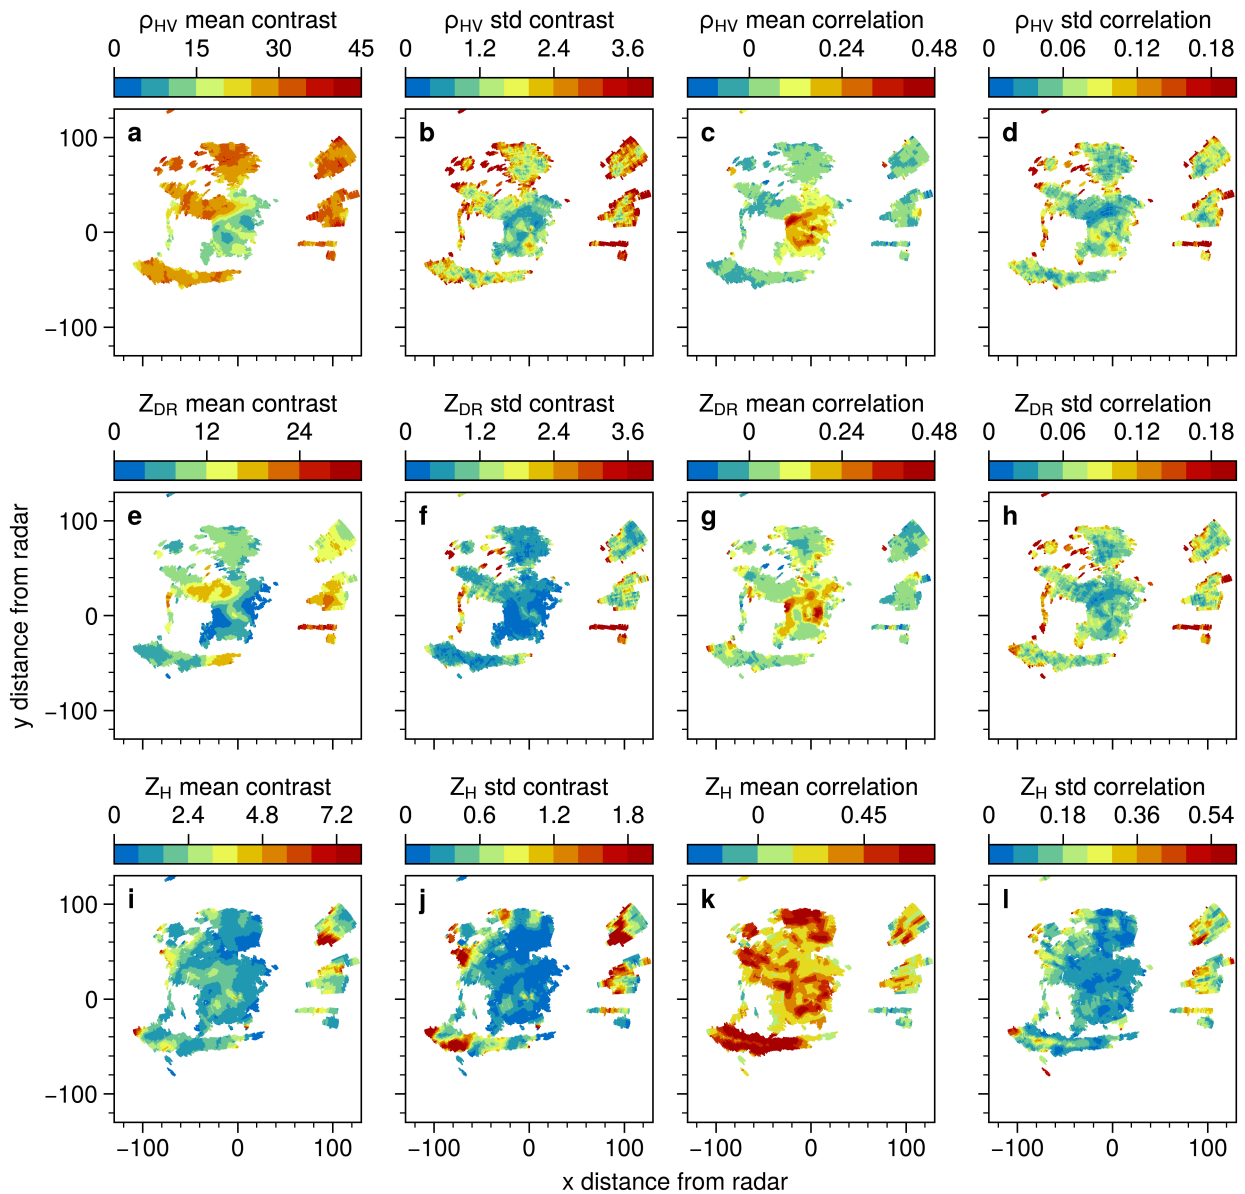 ρHV mean contrast
0 15 30 45
ρHV std contrast
0 1.2 2.4 3.6
ρHV mean correlation
0 0.24 0.48
ρHV std correlation
0 0.06 0.12 0.18
a
b
c
d
100
0
−100
ZDR mean contrast
0 12 24
ZDR std contrast
0 1.2 2.4 3.6
ZDR mean correlation
0 0.24 0.48
ZDR std correlation
0 0.06 0.12 0.18
e
f
g
h
100
0
−100
y distance from radar
ZH mean contrast
0 2.4 4.8 7.2
ZH std contrast
0 0.6 1.2 1.8
ZH mean correlation
0 0.45
ZH std correlation
0 0.18 0.36 0.54
i
j
k
l
100
0
−100
−100 0 100
−100 0 100
−100 0 100
−100 0 100
x distance from radar